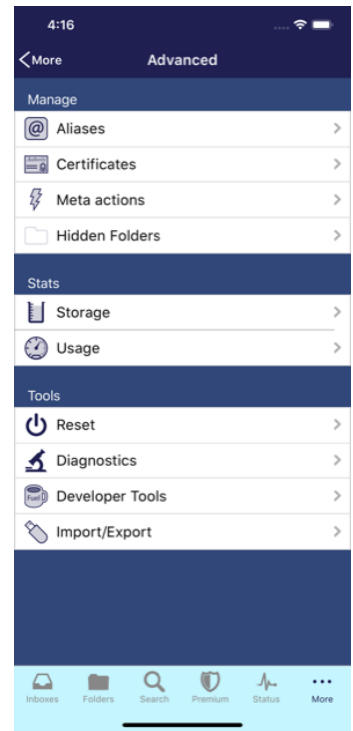 4:16
More
Advanced
Manage
@ Aliases
Certificates
Meta actions
Hidden Folders
Stats
Storage
Usage
Tools
Reset
Diagnostics
Fuel Developer Tools
Import/Export
Inboxes Folders Search Premium Status More